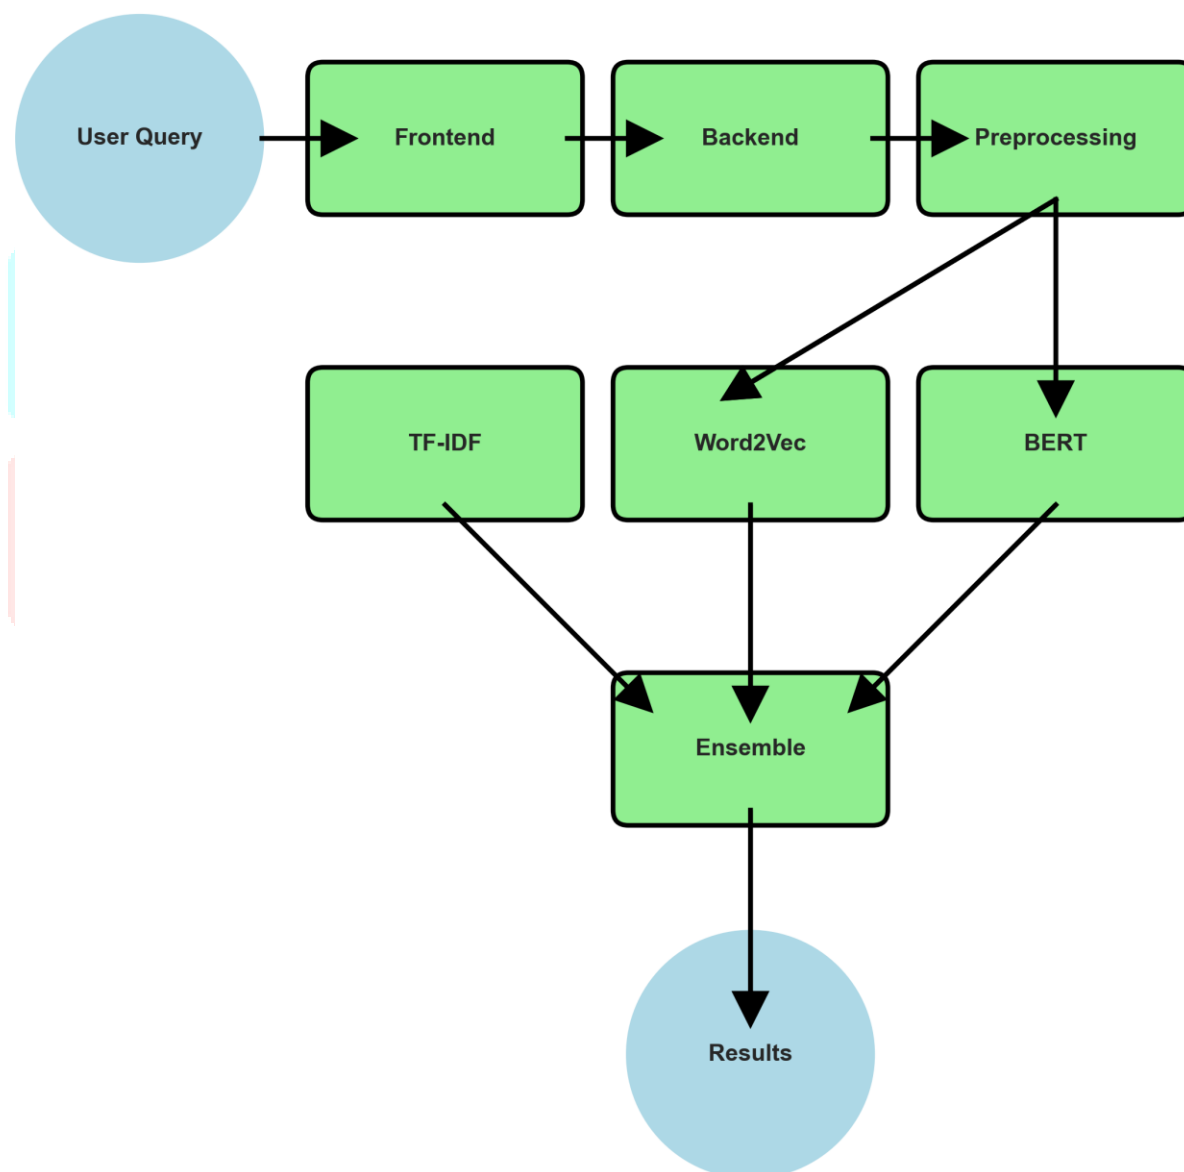 User Query
Frontend
Backend
Preprocessing
TF-IDF
Word2Vec
BERT
Ensemble
Results